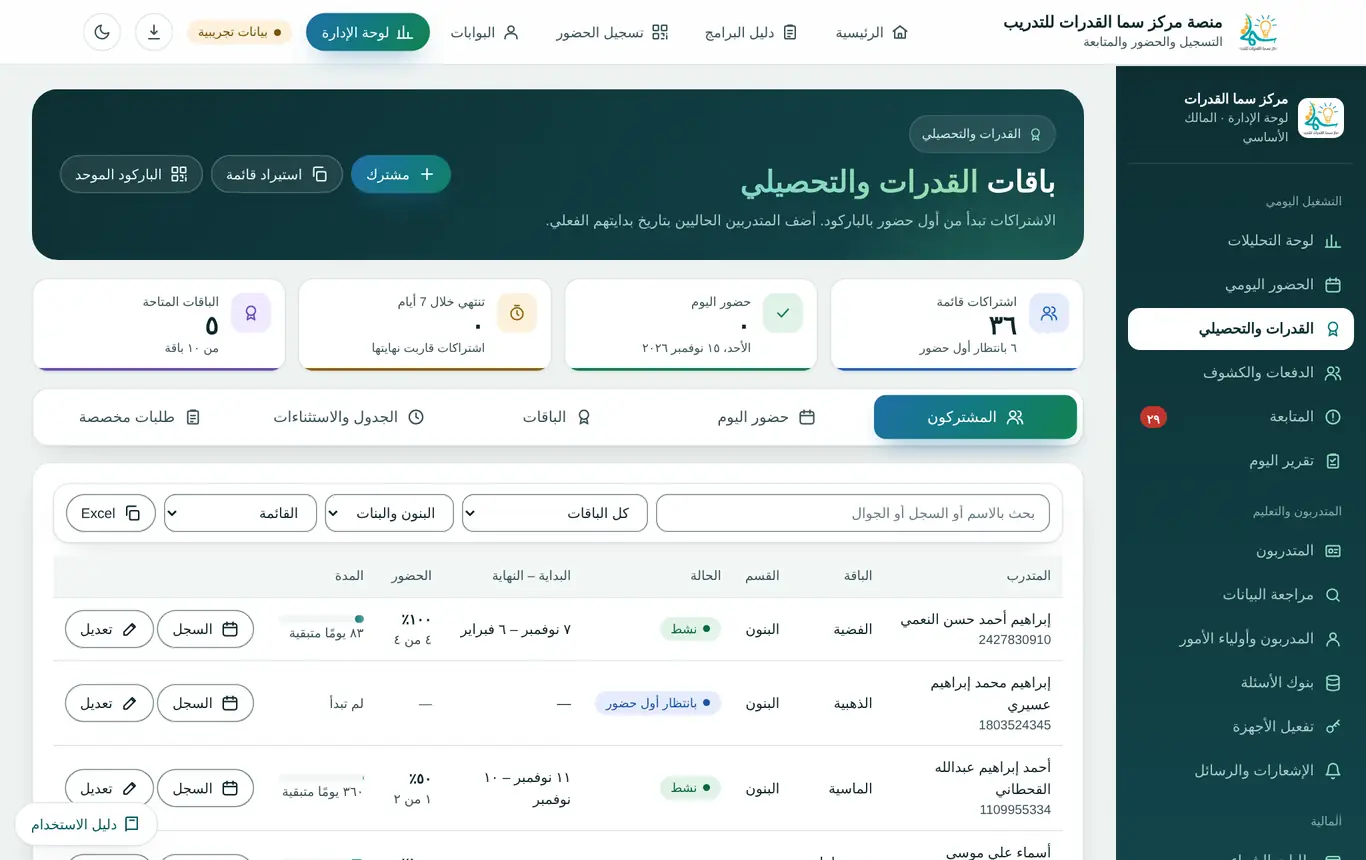 منصة مركز سما القدرات للتدريب
التسجيل والحضور والمتابعة
الرئيسية
دليل البرامج
تسجيل الحضور
البوابات
لوحة الإدارة
بيانات تجريبية
مركز سما القدرات
لوحة الإدارة · المالك
الأساسي
التشغيل اليومي
لوحة التحليلات
الحضور اليومي
القدرات والتحصيلي
الدفعات والكشوف
المتابعة
٢٩
تقرير اليوم
المتدربون والتعليم
المتدربون
مراجعة البيانات
المدربون وأولياء الأمور
بنوك الأسئلة
تفعيل الأجهزة
الإشعارات والرسائل
المالية
القدرات والتحصيلي
باقات القدرات والتحصيلي
الاشتراكات تبدأ من أول حضور بالباركود. أضف المتدربين الحاليين بتاريخ بدايتهم الفعلي.
مشترك
استيراد قائمة
الباركود الموحد
اشتراكات قائمة
٣٦
٦ بانتظار أول حضور
حضور اليوم
٠
الأحد، ١٥ نوفمبر ٢٠٢٦
تنتهي خلال 7 أيام
٠
اشتراكات قاربت نهايتها
الباقات المتاحة
٥
من ١٠ باقة
المشتركون
حضور اليوم
الباقات
الجدول والاستثناءات
طلبات مخصصة
بحث بالاسم أو السجل أو الجوال
كل الباقات
البنون والبنات
القائمة
Excel
المتدرب الباقة القسم الحالة البداية – النهاية الحضور المدة
إبراهيم أحمد حسن النعمي
2427830910
الفضية
البنون
نشط
٧ نوفمبر – ٦ فبراير
١٠٠٪
٤ من ٤
٨٣ يومًا متبقية
السجل
تعديل
إبراهيم محمد إبراهيم
عسيري
1803524345
الذهبية
البنون
بانتظار أول حضور
—
—
لم تبدأ
السجل
تعديل
أحمد إبراهيم عبدالله
القحطاني
1109955334
الماسية
البنون
نشط
١١ نوفمبر – ١٠
نوفمبر
٥٠٪
١ من ٢
٣٦٠ يومًا متبقية
السجل
تعديل
أسماء علي موسى
دليل الاستخدام